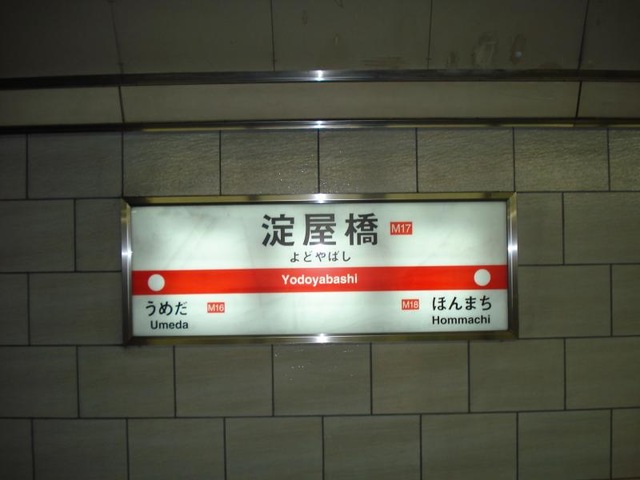 淀屋橋 M17
よどやばし
Yodoyabashi
うめだ M16
Umeda
M18 ほんまち
Hommachi